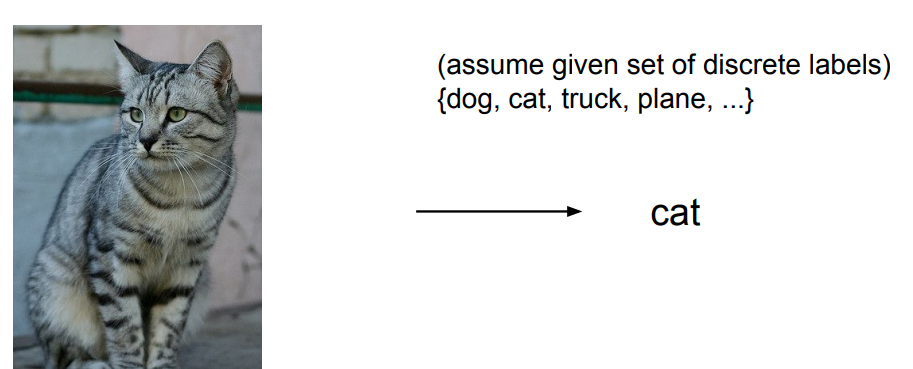 (assume given set of discrete labels)
{dog, cat, truck, plane, ...}
cat